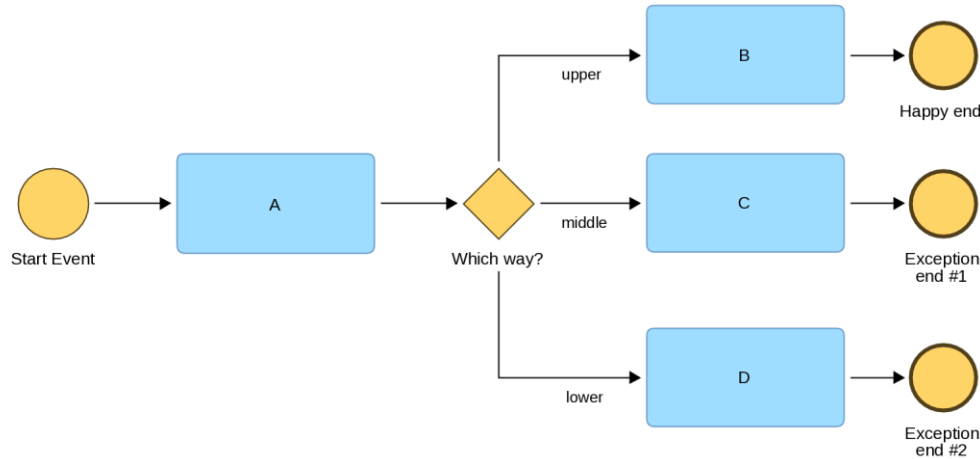 Start Event
A
Which way?
upper
B
Happy end
middle
C
Exception
end #1
lower
D
Exception
end #2